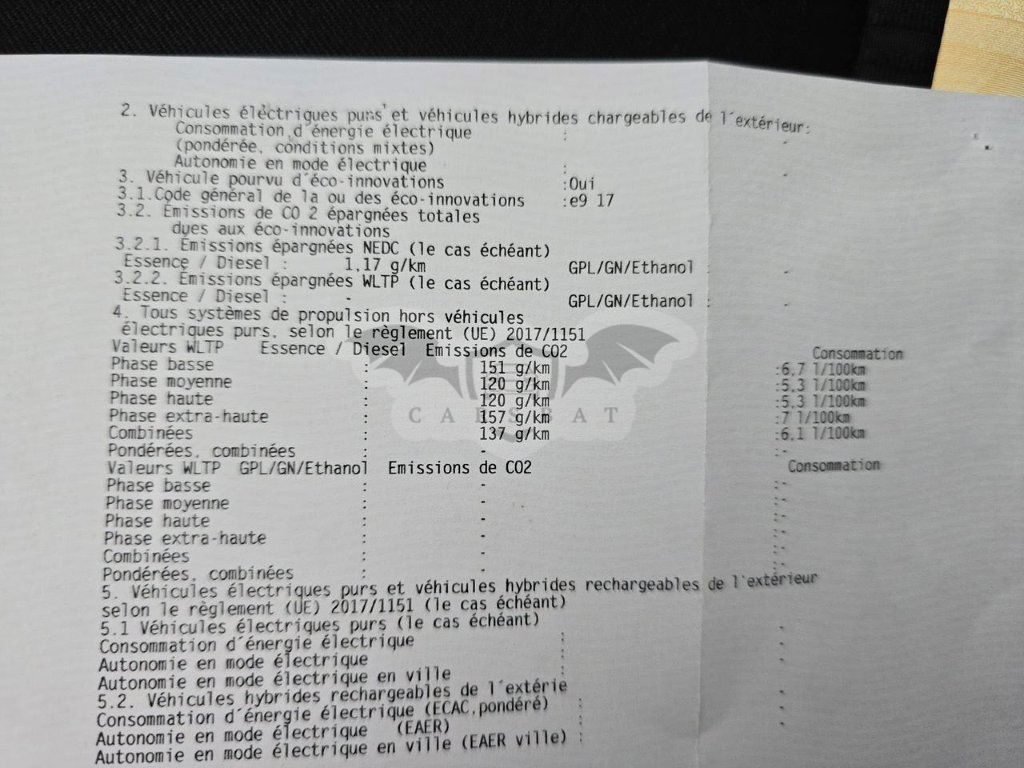 2. Véhicules électriques purs et véhicules hybrides chargeables de l'extérieur:
Consommation d'énergie électrique :
(pondérée, conditions mixtes) -
Autonomie en mode électrique : -
3. Véhicule pourvu d'éco-innovations :Oui
3.1.Code général de la ou des éco-innovations :e9 17
3.2. Émissions de CO 2 épargnées totales
dues aux éco-innovations
3.2.1. Émissions épargnées NEDC (le cas échéant)
Essence / Diesel : 1,17 g/km GPL/GN/Ethanol : -
3.2.2. Émissions épargnées WLTP (le cas échéant)
Essence / Diesel : - GPL/GN/Ethanol : -
4. Tous systèmes de propulsion hors véhicules
électriques purs, selon le règlement (UE) 2017/1151
Valeurs WLTP Essence / Diesel Emissions de CO2 Consommation
Phase basse : 151 g/km :6,7 l/100km
Phase moyenne : 120 g/km :5,3 l/100km
Phase haute : 120 g/km :5,3 l/100km
Phase extra-haute : 157 g/km :7 l/100km
Combinées : 137 g/km :6,1 l/100km
Pondérées, combinées : - :-
Valeurs WLTP GPL/GN/Ethanol Emissions de CO2 Consommation
Phase basse : - :-
Phase moyenne : - :-
Phase haute : - :-
Phase extra-haute : - :-
Combinées : - :-
Pondérées, combinées : - :-
5. Véhicules électriques purs et véhicules hybrides rechargeables de l'extérieur
selon le règlement (UE) 2017/1151 (le cas échéant)
5.1 Véhicules électriques purs (le cas échéant)
Consommation d'énergie électrique : -
Autonomie en mode électrique : -
Autonomie en mode électrique en ville : -
5.2. Véhicules hybrides rechargeables de l'extérie
Consommation d'énergie électrique (ECAC,pondéré) : -
Autonomie en mode électrique (EAER) : -
Autonomie en mode électrique en ville (EAER ville) : -
CARSBAT